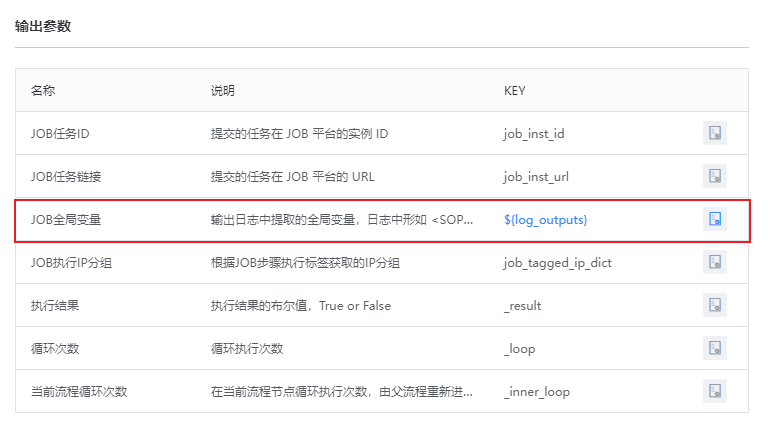 输出参数
名称 说明 KEY
JOB任务ID 提交的任务在 JOB 平台的实例 ID job_inst_id
JOB任务链接 提交的任务在 JOB 平台的 URL job_inst_url
JOB全局变量 输出日志中提取的全局变量，日志中形如 <SOP... ${log_outputs}
JOB执行IP分组 根据JOB步骤执行标签获取的IP分组 job_tagged_ip_dict
执行结果 执行结果的布尔值，True or False _result
循环次数 循环执行次数 _loop
当前流程循环次数 在当前流程节点循环执行次数，由父流程重新进... _inner_loop